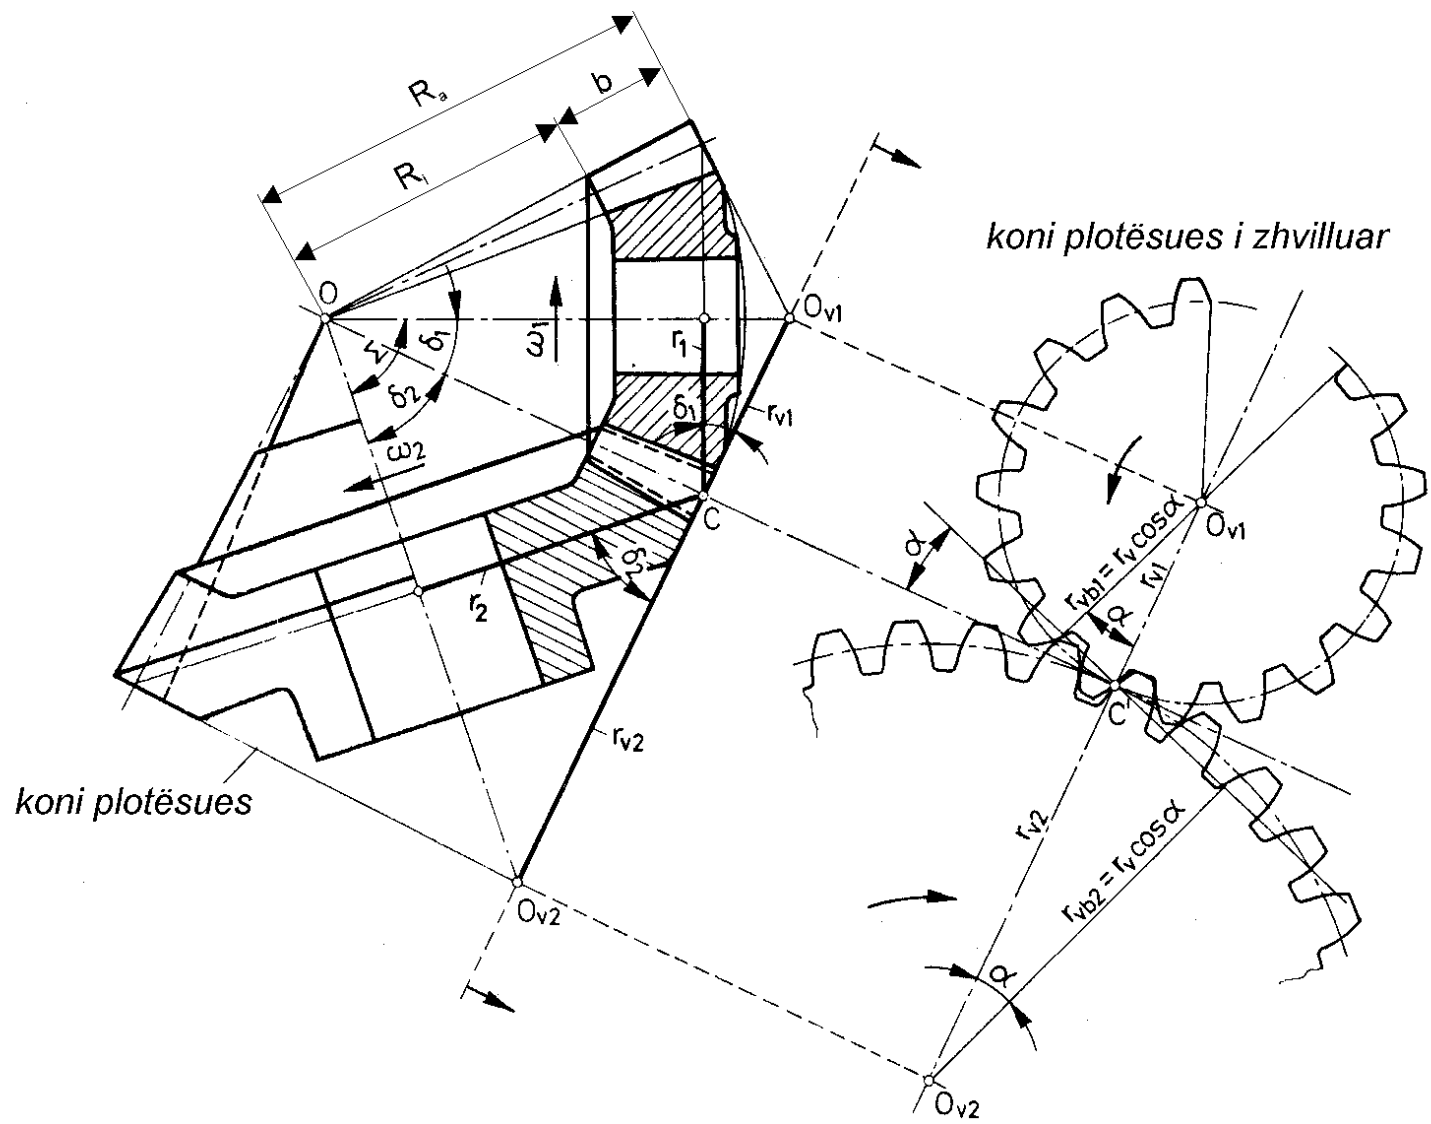 Rₐ
b
Rᵢ
koni plotësues i zhvilluar
O
Oᵥ₁
δ₁
ω₁
r₁
Σ
δ₂
δ₁
rᵥ₁
ω₂
C
α
Oᵥ₁
rvb1 = rv cosα
rv1
α
δ₂
r₂
C'
rv2
koni plotësues
rv2
rvb2 = rv cosα
Ov2
α
Ov2